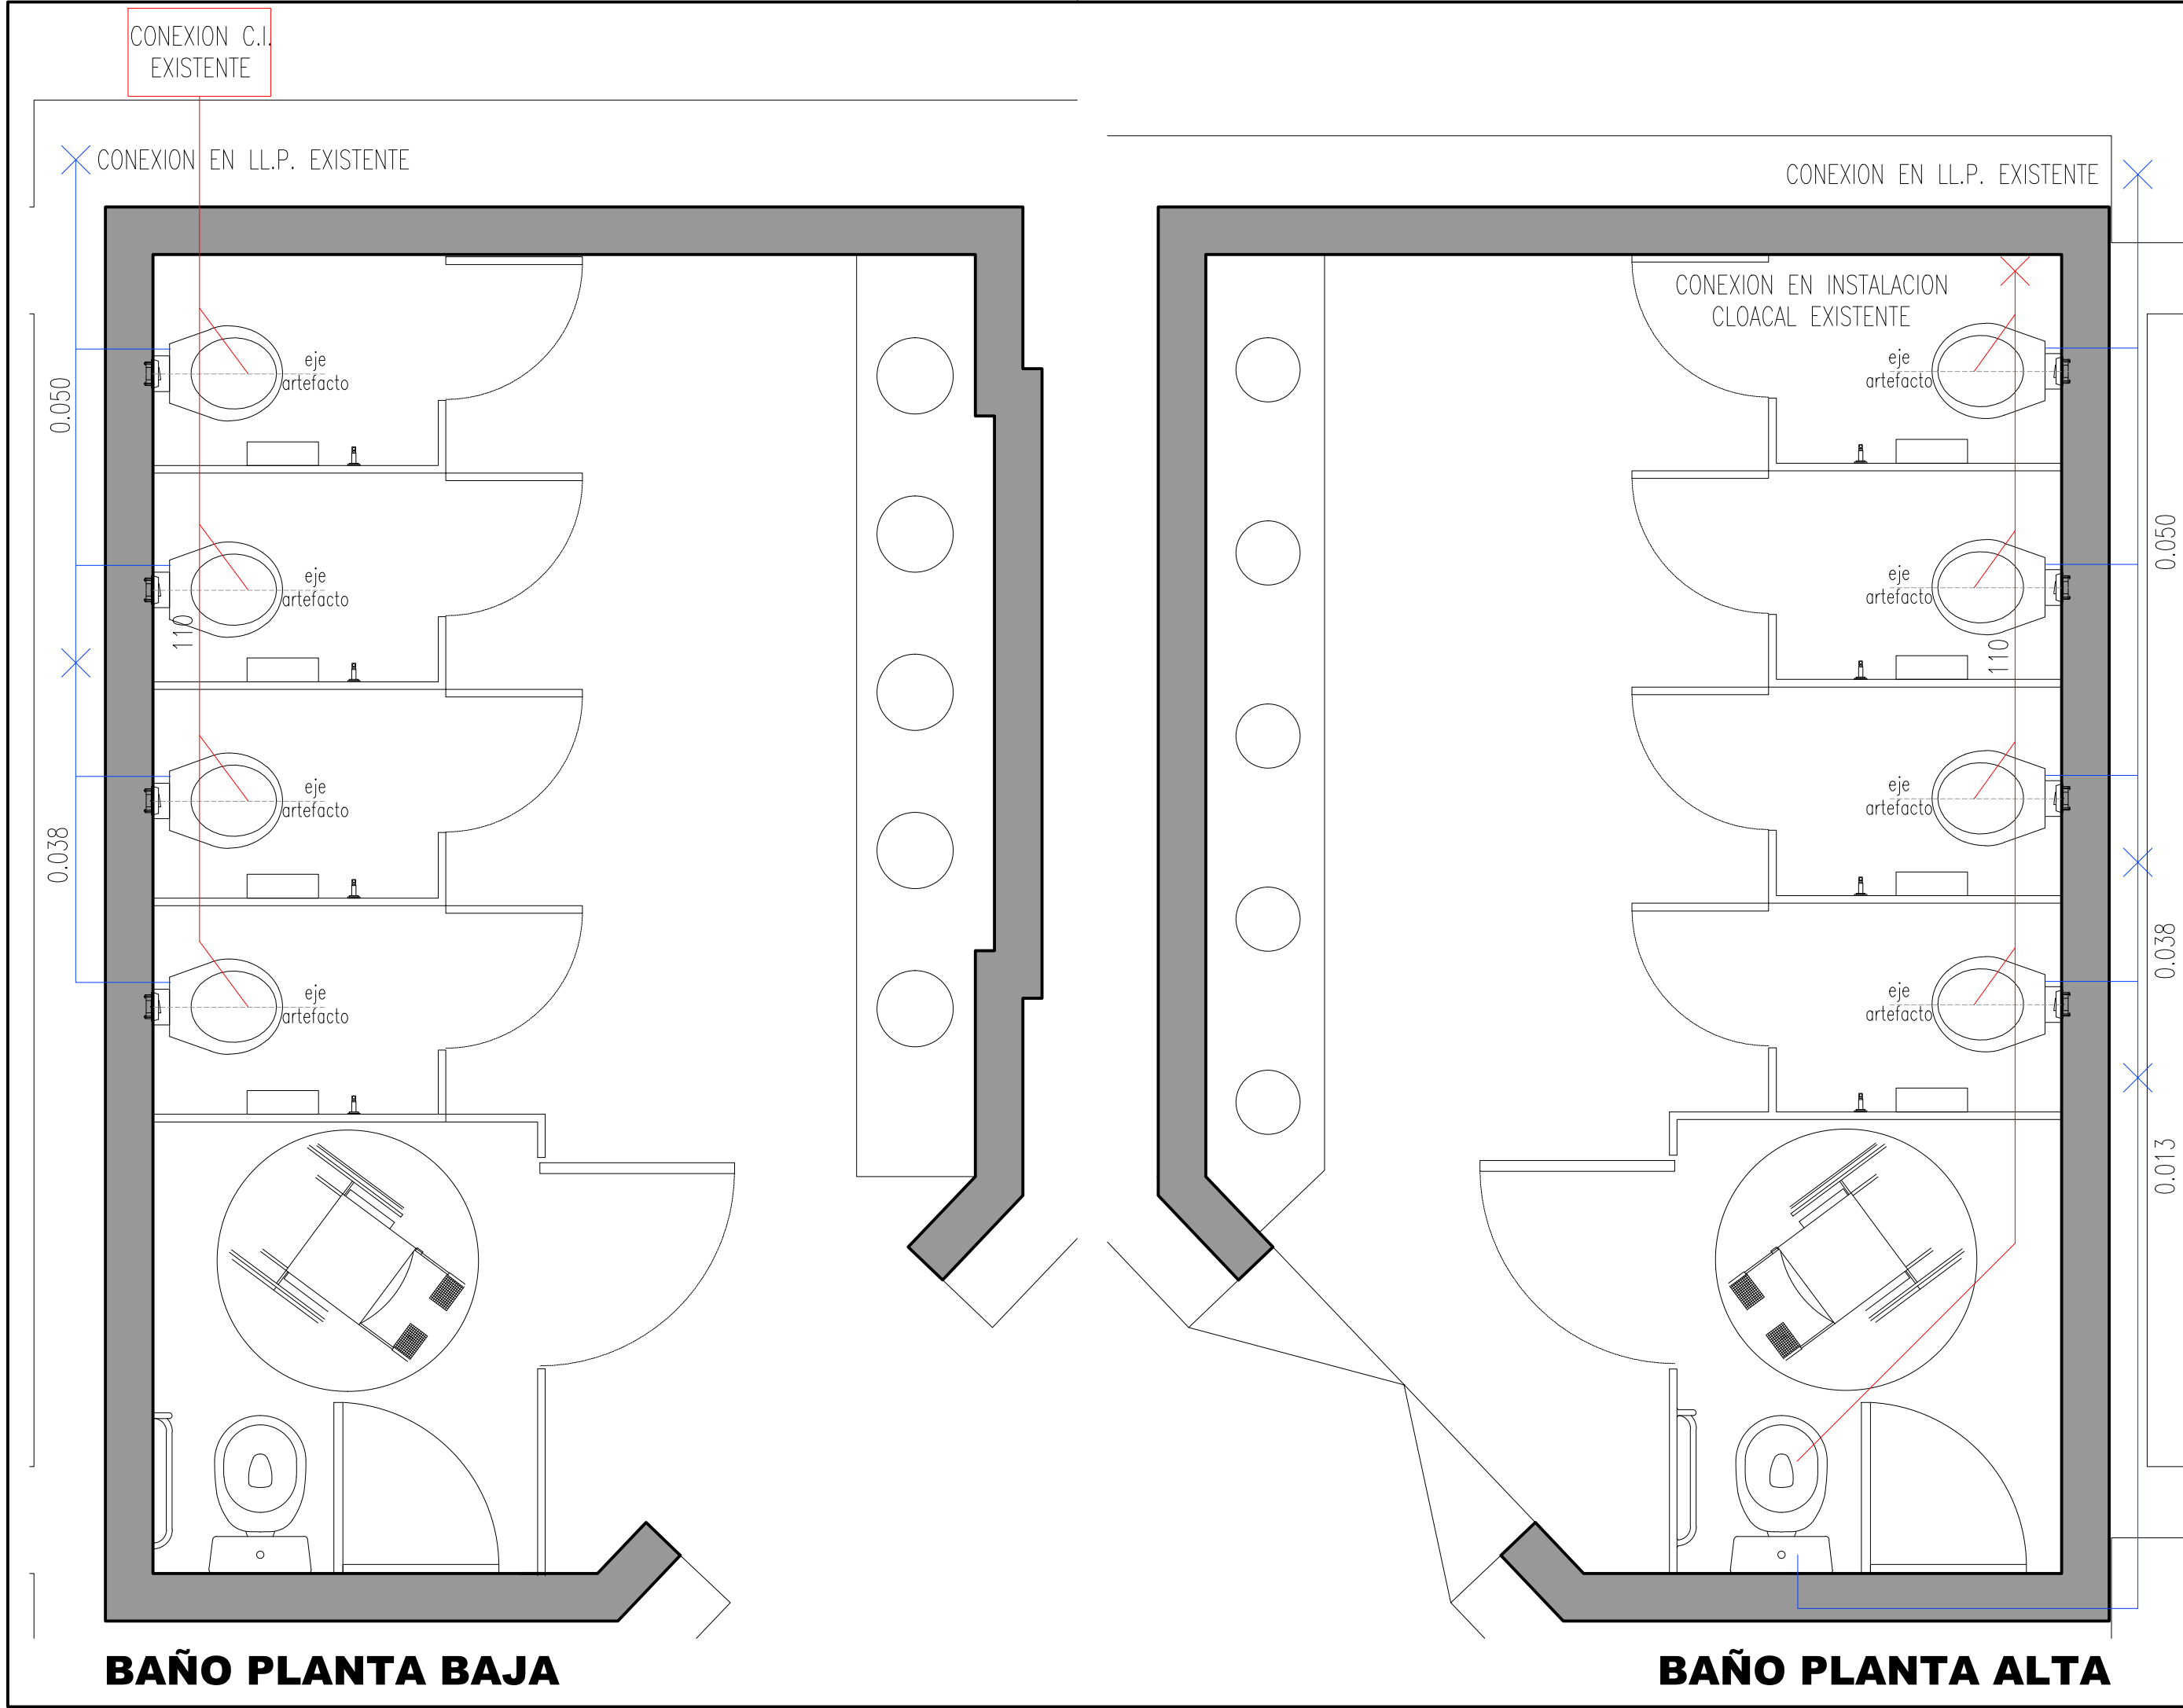 CONEXION C.I.
EXISTENTE
CONEXION EN LL.P. EXISTENTE
0.050
eje
artefacto
eje
artefacto
110
eje
artefacto
0.038
eje
artefacto
BAÑO PLANTA BAJA
CONEXION EN LL.P. EXISTENTE
CONEXION EN INSTALACION
CLOACAL EXISTENTE
eje
artefacto
0.050
eje
artefacto
110
eje
artefacto
0.038
eje
artefacto
0.013
BAÑO PLANTA ALTA